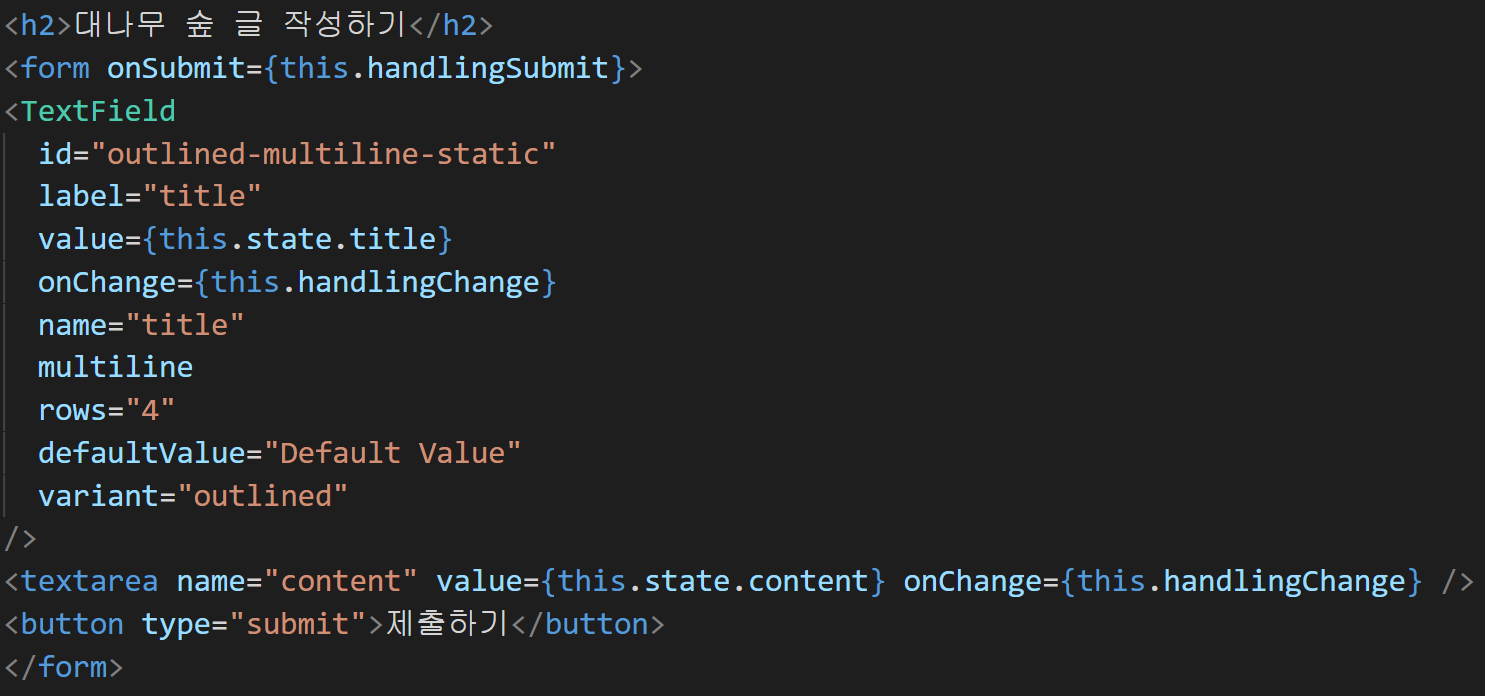 <h2>대나무 숲 글 작성하기</h2>
<form onSubmit={this.handlingSubmit}>
<TextField
  id="outlined-multiline-static"
  label="title"
  value={this.state.title}
  onChange={this.handlingChange}
  name="title"
  multiline
  rows="4"
  defaultValue="Default Value"
  variant="outlined"
/>
<textarea name="content" value={this.state.content} onChange={this.handlingChange} />
<button type="submit">제출하기</button>
</form>